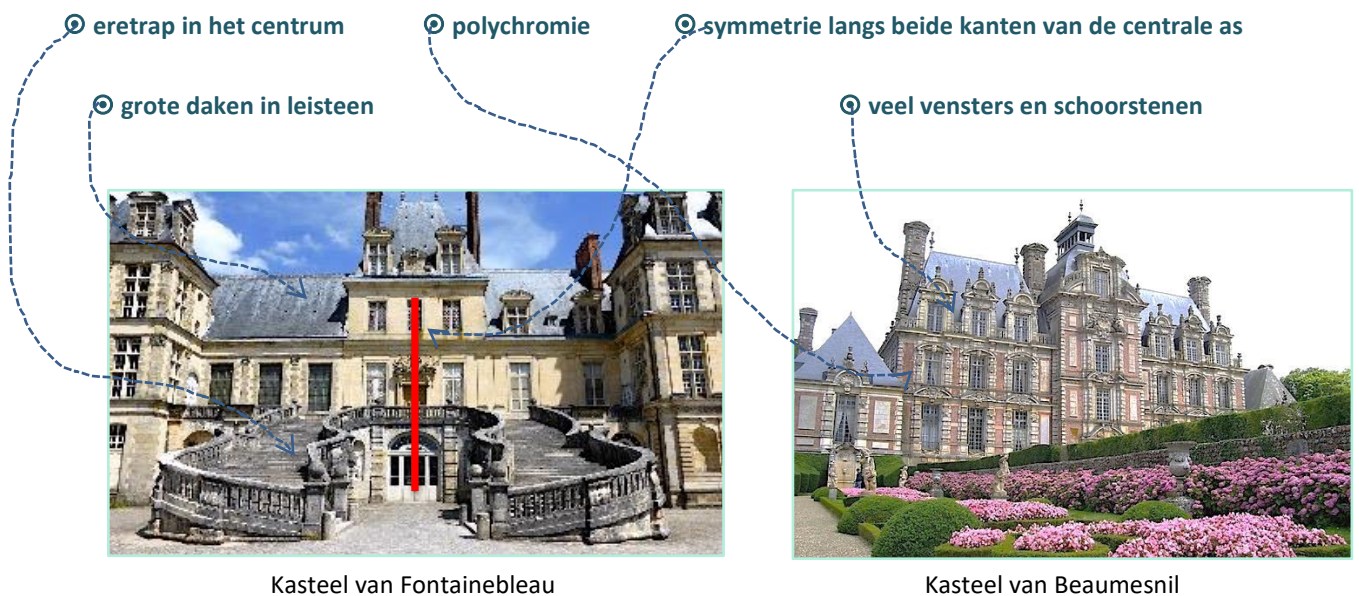 eretrap in het centrum
polychromie
symmetrie langs beide kanten van de centrale as
grote daken in leisteen
veel vensters en schoorstenen
Kasteel van Fontainebleau
Kasteel van Beaumesnil